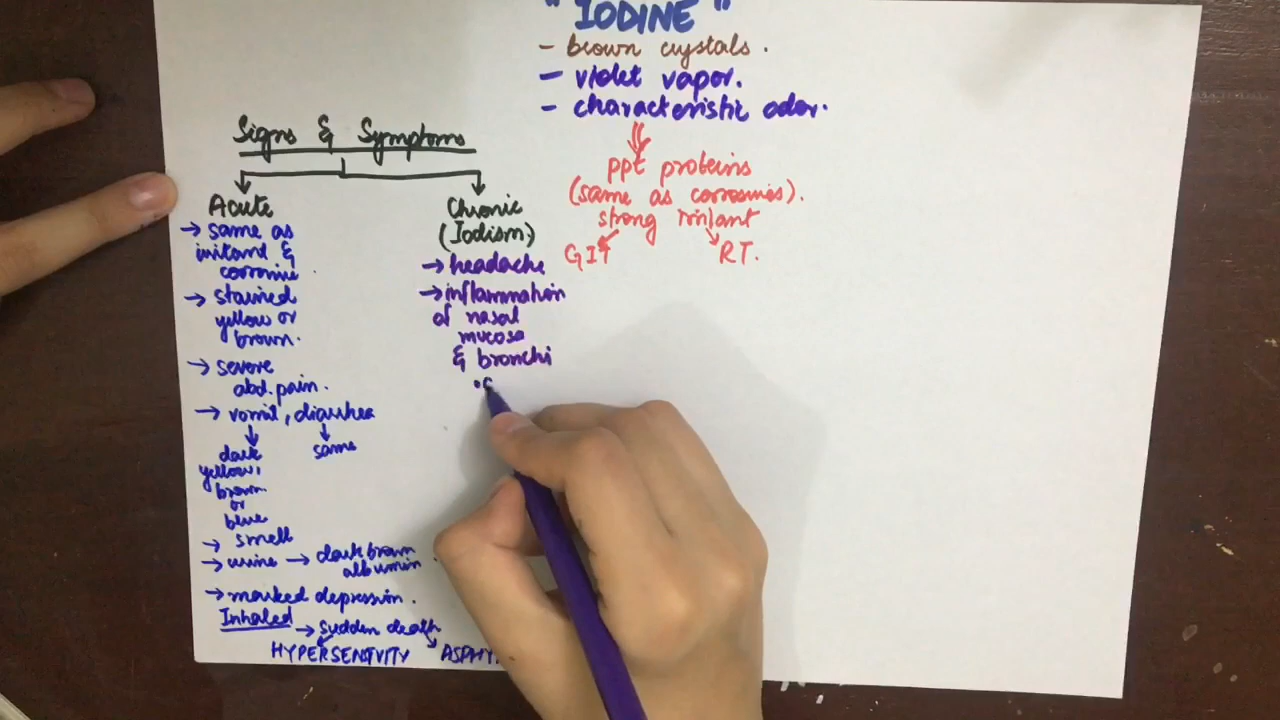 "IODINE"
- brown crystals.
- violet vapor.
- characteristic odor.
ppt proteins
(same as corrosives).
strong irritant
GIT
RT.
Signs & Symptoms
Acute
→ same as
irritant &
corrosive
→ stained
yellow or
brown.
→ severe
abd. pain.
→ vomit, diarrhea
dark
yellow,
brown
or
blue
same
→ smell
→ urine → dark brown
albumin
→ marked depression.
Inhaled
→ sudden death
HYPERSENTIVITY
Chronic
(Iodism)
→ headache
→ inflammation
of nasal
mucosa
& bronchi